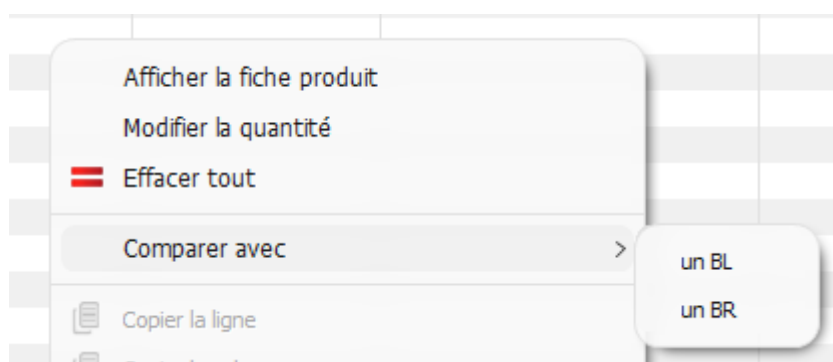 Afficher la fiche produit
Modifier la quantité
Effacer tout
Comparer avec
un BL
un BR
Copier la ligne